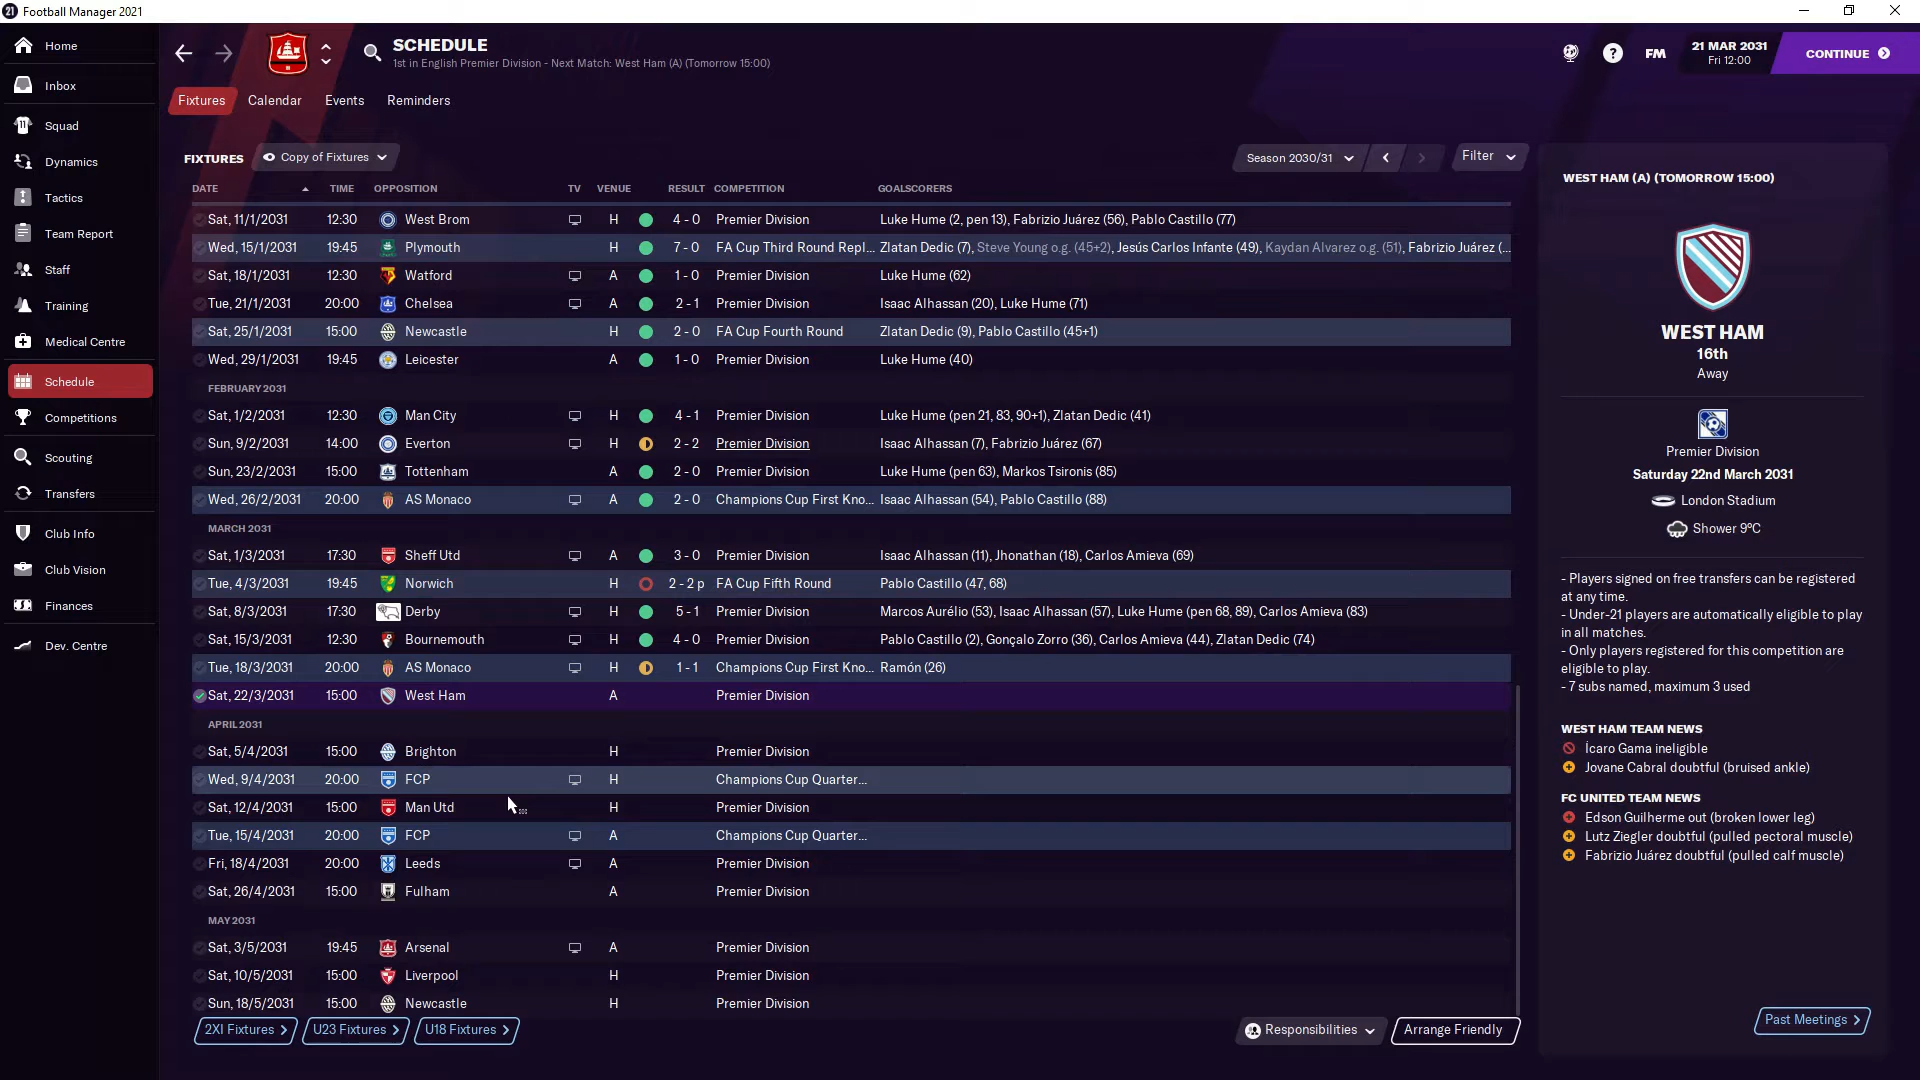 21 Football Manager 2021
Home
Inbox
Squad
Dynamics
Tactics
Team Report
Staff
Training
Medical Centre
Schedule
Competitions
Scouting
Transfers
Club Info
Club Vision
Finances
Dev. Centre
SCHEDULE
1st in English Premier Division - Next Match: West Ham (A) (Tomorrow 15:00)
? FM 21 MAR 2031 Fri 12:00 CONTINUE
Fixtures Calendar Events Reminders
FIXTURES Copy of Fixtures Season 2030/31 Filter
DATE TIME OPPOSITION TV VENUE RESULT COMPETITION GOALSCORERS
Sat, 11/1/2031 12:30 West Brom H 4 - 0 Premier Division Luke Hume (2, pen 13), Fabrizio Juárez (56), Pablo Castillo (77)
Wed, 15/1/2031 19:45 Plymouth H 7 - 0 FA Cup Third Round Repl... Zlatan Dedic (7), Steve Young o.g. (45+2), Jesús Carlos Infante (49), Kaydan Alvarez o.g. (51), Fabrizio Juárez (...
Sat, 18/1/2031 12:30 Watford A 1 - 0 Premier Division Luke Hume (62)
Tue, 21/1/2031 20:00 Chelsea A 2 - 1 Premier Division Isaac Alhassan (20), Luke Hume (71)
Sat, 25/1/2031 15:00 Newcastle H 2 - 0 FA Cup Fourth Round Zlatan Dedic (9), Pablo Castillo (45+1)
Wed, 29/1/2031 19:45 Leicester A 1 - 0 Premier Division Luke Hume (40)
FEBRUARY 2031
Sat, 1/2/2031 12:30 Man City H 4 - 1 Premier Division Luke Hume (pen 21, 83, 90+1), Zlatan Dedic (41)
Sun, 9/2/2031 14:00 Everton H 2 - 2 Premier Division Isaac Alhassan (7), Fabrizio Juárez (67)
Sun, 23/2/2031 15:00 Tottenham A 2 - 0 Premier Division Luke Hume (pen 63), Markos Tsironis (85)
Wed, 26/2/2031 20:00 AS Monaco A 2 - 0 Champions Cup First Kno... Isaac Alhassan (54), Pablo Castillo (88)
MARCH 2031
Sat, 1/3/2031 17:30 Sheff Utd A 3 - 0 Premier Division Isaac Alhassan (11), Jhonathan (18), Carlos Amieva (69)
Tue, 4/3/2031 19:45 Norwich H 2 - 2 p FA Cup Fifth Round Pablo Castillo (47, 68)
Sat, 8/3/2031 17:30 Derby H 5 - 1 Premier Division Marcos Aurélio (53), Isaac Alhassan (57), Luke Hume (pen 68, 89), Carlos Amieva (83)
Sat, 15/3/2031 12:30 Bournemouth H 4 - 0 Premier Division Pablo Castillo (2), Gonçalo Zorro (36), Carlos Amieva (44), Zlatan Dedic (74)
Tue, 18/3/2031 20:00 AS Monaco H 1 - 1 Champions Cup First Kno... Ramón (26)
Sat, 22/3/2031 15:00 West Ham A Premier Division
APRIL 2031
Sat, 5/4/2031 15:00 Brighton H Premier Division
Wed, 9/4/2031 20:00 FCP H Champions Cup Quarter...
Sat, 12/4/2031 15:00 Man Utd H Premier Division
Tue, 15/4/2031 20:00 FCP A Champions Cup Quarter...
Fri, 18/4/2031 20:00 Leeds A Premier Division
Sat, 26/4/2031 15:00 Fulham A Premier Division
MAY 2031
Sat, 3/5/2031 19:45 Arsenal A Premier Division
Sat, 10/5/2031 15:00 Liverpool H Premier Division
Sun, 18/5/2031 15:00 Newcastle H Premier Division
2XI Fixtures U23 Fixtures U18 Fixtures Responsibilities Arrange Friendly
WEST HAM (A) (TOMORROW 15:00)
WEST HAM
16th
Away
Premier Division
Saturday 22nd March 2031
London Stadium
Shower 9°C
- Players signed on free transfers can be registered
at any time.
- Under-21 players are automatically eligible to play
in all matches.
- Only players registered for this competition are
eligible to play.
- 7 subs named, maximum 3 used
WEST HAM TEAM NEWS
Ícaro Gama ineligible
Jovane Cabral doubtful (bruised ankle)
FC UNITED TEAM NEWS
Edson Guilherme out (broken lower leg)
Lutz Ziegler doubtful (pulled pectoral muscle)
Fabrizio Juárez doubtful (pulled calf muscle)
Past Meetings